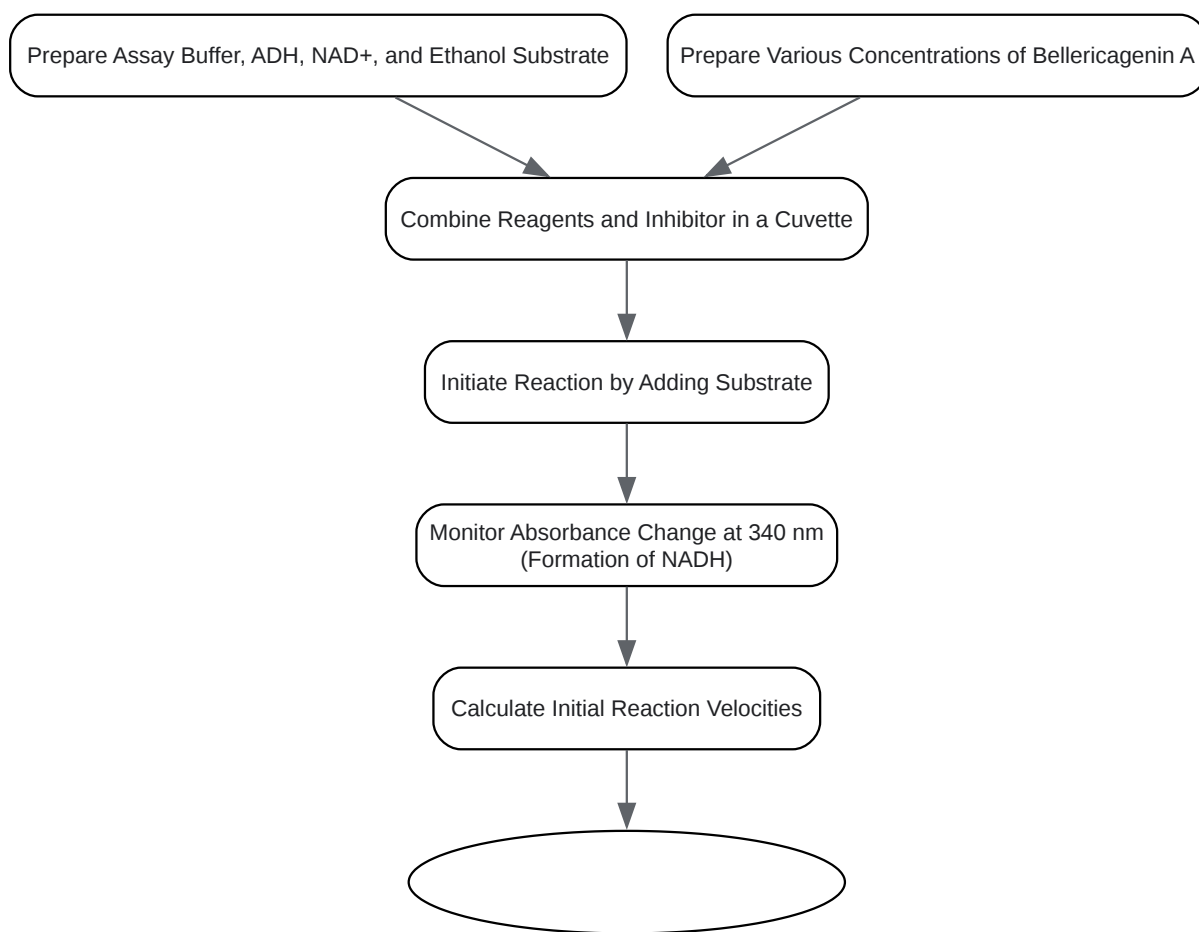 Prepare Assay Buffer, ADH, NAD+, and Ethanol Substrate
Prepare Various Concentrations of Bellericagenin A
Combine Reagents and Inhibitor in a Cuvette
Initiate Reaction by Adding Substrate
Monitor Absorbance Change at 340 nm
(Formation of NADH)
Calculate Initial Reaction Velocities